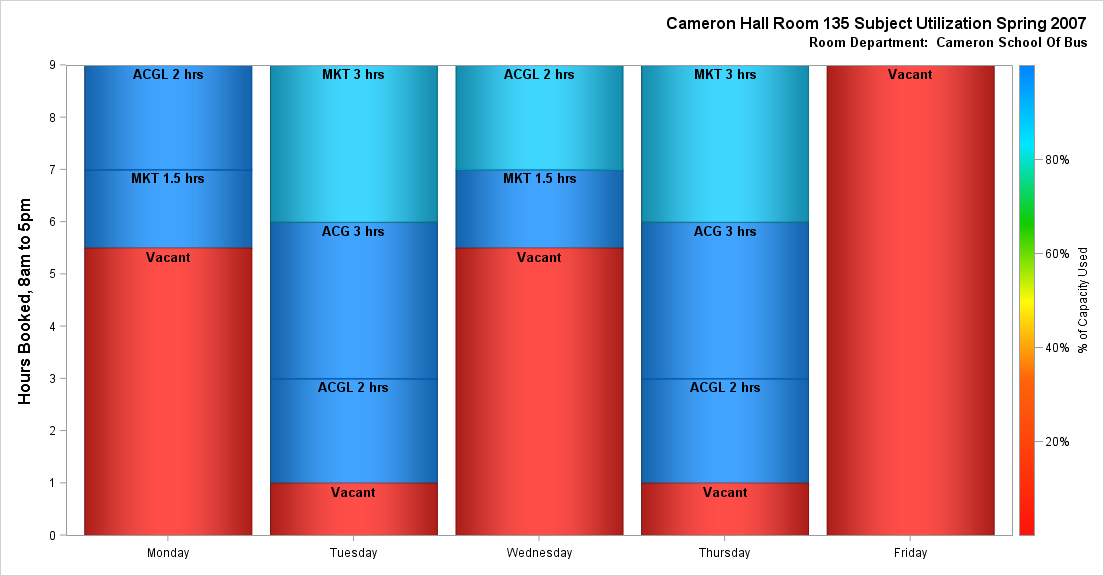 Cameron Hall Room 135 Subject Utilization Spring 2007
Room Department:  Cameron School Of Bus
Hours Booked, 8am to 5pm
9
8
7
6
5
4
3
2
1
0
ACGL 2 hrs
MKT 1.5 hrs
Vacant
MKT 3 hrs
ACG 3 hrs
ACGL 2 hrs
Vacant
ACGL 2 hrs
MKT 1.5 hrs
Vacant
MKT 3 hrs
ACG 3 hrs
ACGL 2 hrs
Vacant
Vacant
Monday
Tuesday
Wednesday
Thursday
Friday
80%
60%
40%
20%
% of Capacity Used